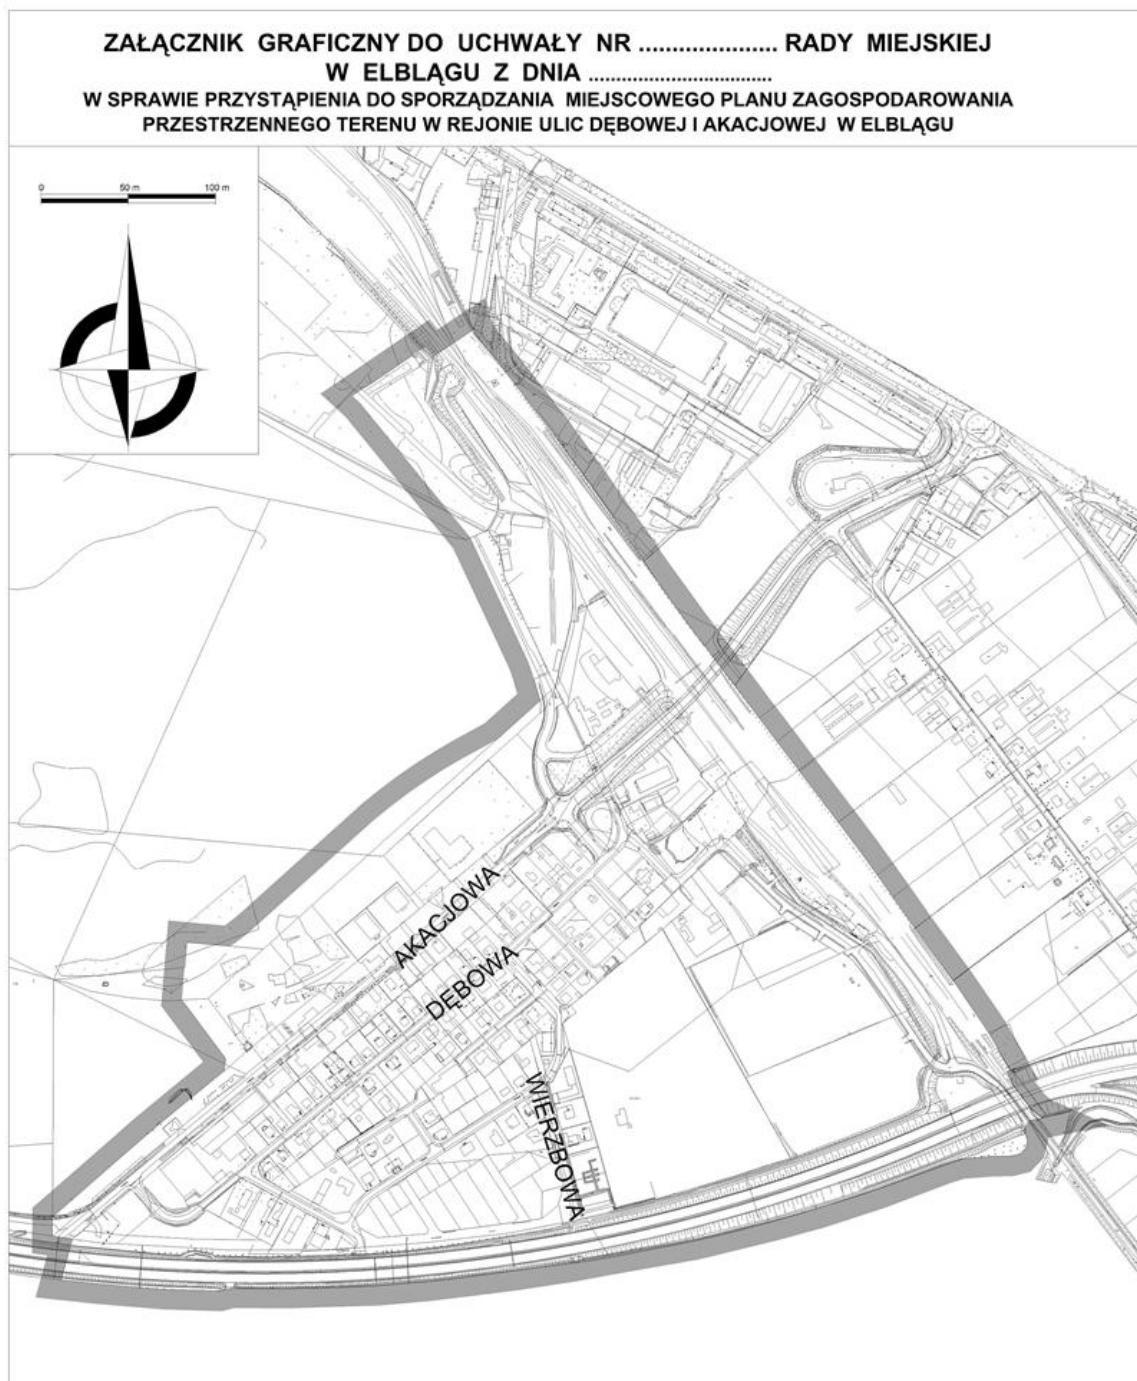 ZAŁĄCZNIK GRAFICZNY DO UCHWAŁY NR ..................... RADY MIEJSKIEJ
W ELBLĄGU Z DNIA ..................................
W SPRAWIE PRZYSTĄPIENIA DO SPORZĄDZANIA MIEJSCOWEGO PLANU ZAGOSPODAROWANIA
PRZESTRZENNEGO TERENU W REJONIE ULIC DĘBOWEJ I AKACJOWEJ W ELBLĄGU
0 50 m 100 m
AKACJOWA
DĘBOWA
WIERZBOWA